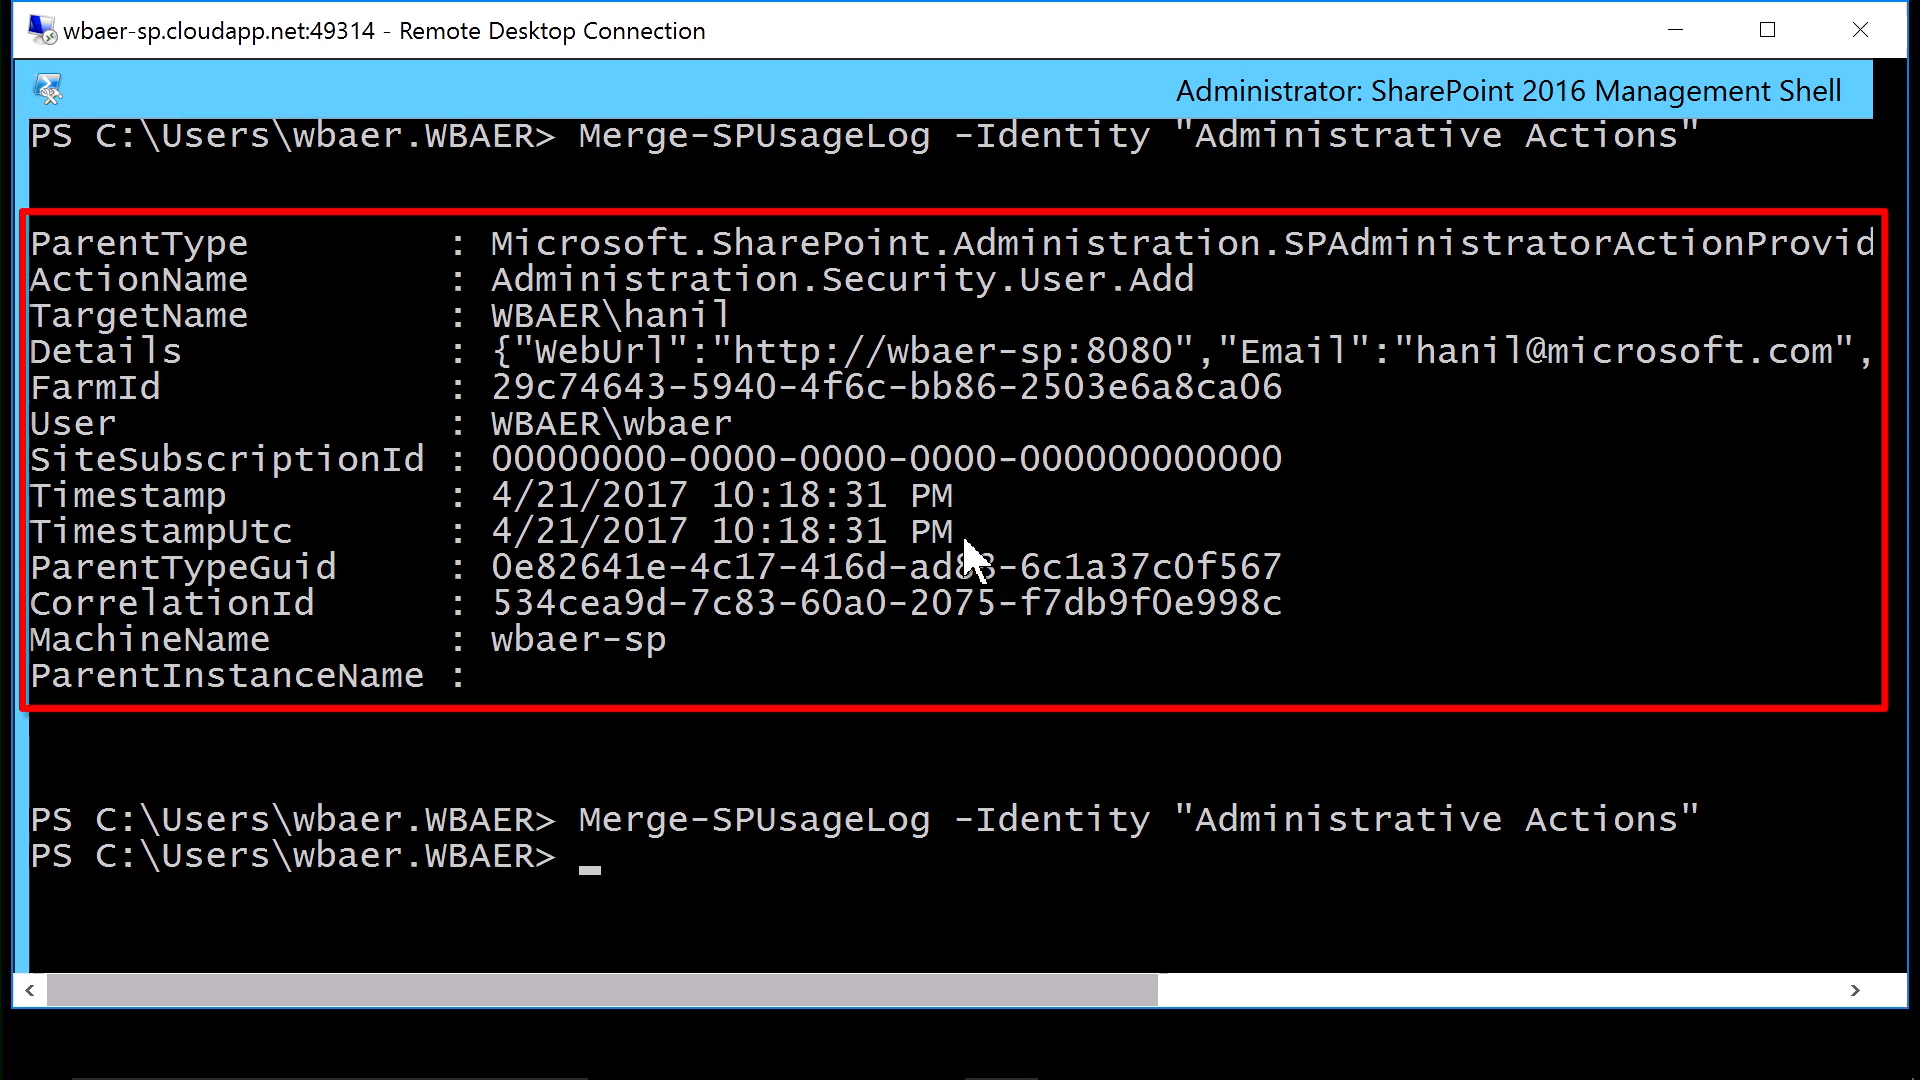 wbaer-sp.cloudapp.net:49314 - Remote Desktop Connection
Administrator: SharePoint 2016 Management Shell
PS C:\Users\wbaer.WBAER> Merge-SPUsageLog -Identity "Administrative Actions"
ParentType : Microsoft.SharePoint.Administration.SPAdministratorActionProvid
ActionName : Administration.Security.User.Add
TargetName : WBAER\hanil
Details : {"WebUrl":"http://wbaer-sp:8080","Email":"hanil@microsoft.com",
FarmId : 29c74643-5940-4f6c-bb86-2503e6a8ca06
User : WBAER\wbaer
SiteSubscriptionId : 00000000-0000-0000-0000-000000000000
Timestamp : 4/21/2017 10:18:31 PM
TimestampUtc : 4/21/2017 10:18:31 PM
ParentTypeGuid :
CorrelationId : 534cea9d-7c83-60a0-2075-f7db9f0e998c
MachineName : wbaer-sp
ParentInstanceName :
PS C:\Users\wbaer.WBAER> Merge-SPUsageLog -Identity "Administrative Actions"
PS C:\Users\wbaer.WBAER> _